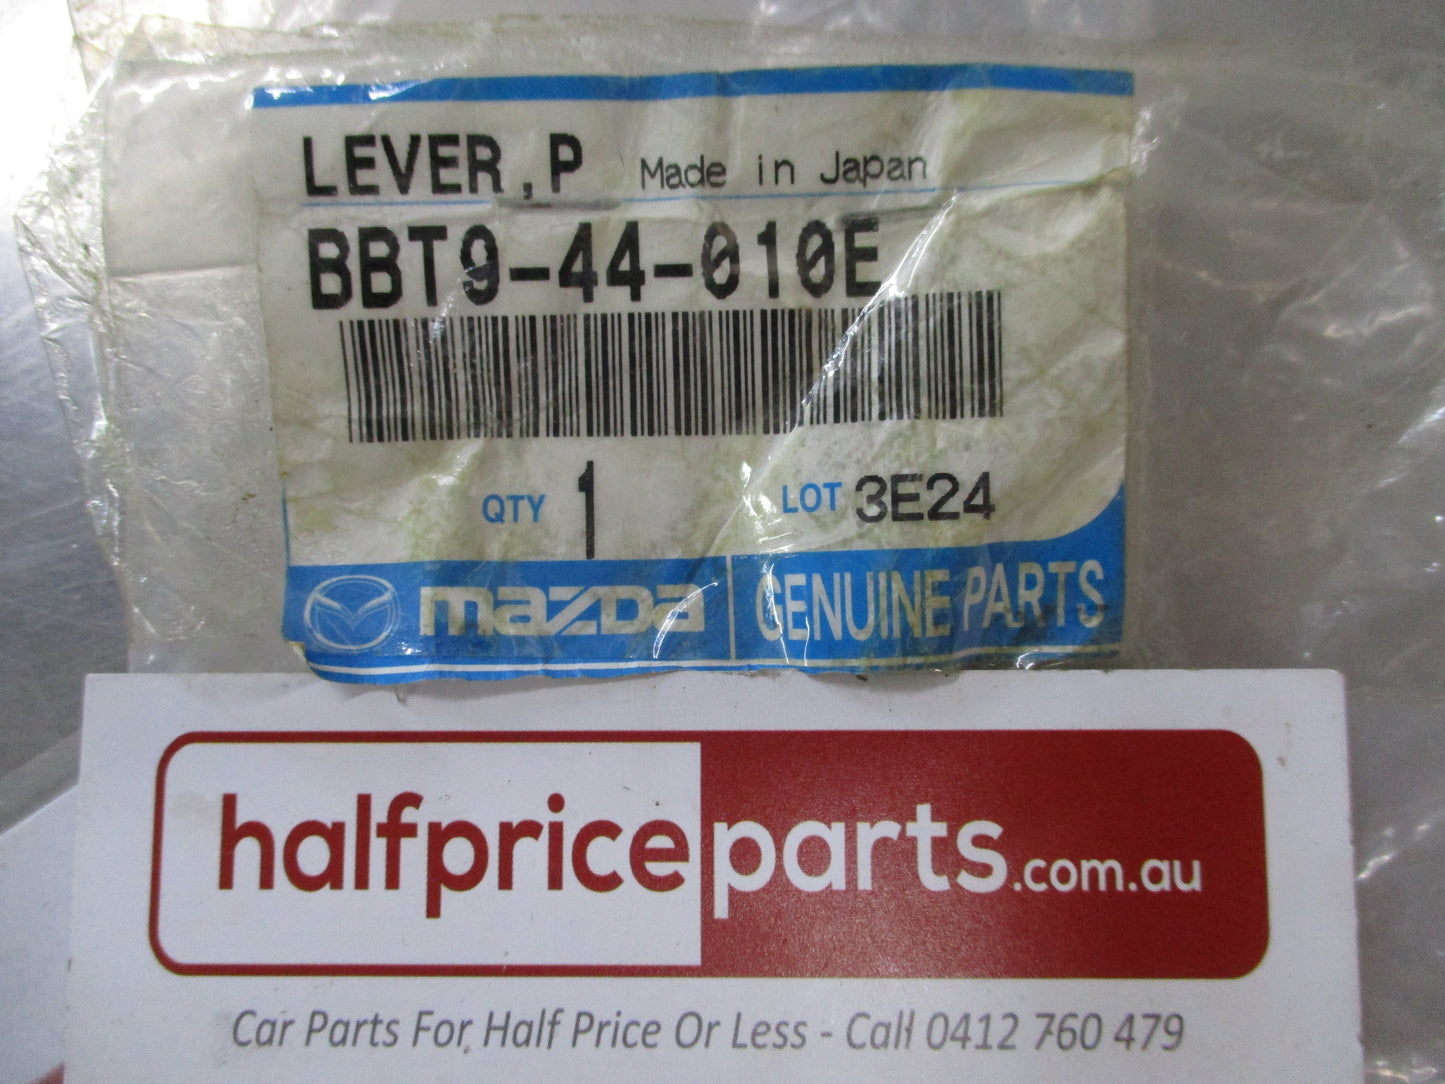 LEVER,P Made in Japan
BBT9-44-010E
QTY 1 LOT 3E24
mazda GENUINE PARTS
halfpriceparts.com.au
Car Parts For Half Price Or Less - Call 0412 760 479